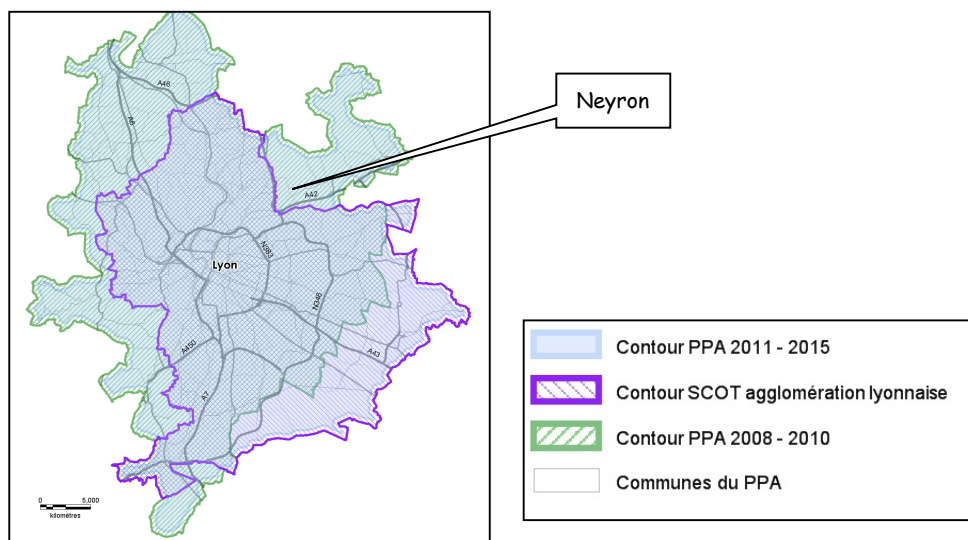 Neyron
A46
A6
A42
N383
Lyon
N346
A450
A43
A7
0 5,000
kilomètres
Contour PPA 2011 - 2015
Contour SCOT agglomération lyonnaise
Contour PPA 2008 - 2010
Communes du PPA